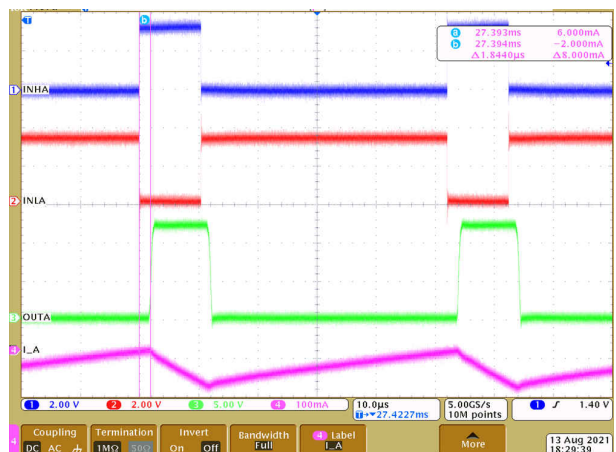 b
a 27.393ms 6.000mA
b 27.394ms −2.000mA
Δ1.8440µs Δ8.000mA
1 INHA
2 INLA
3 OUTA
4 I_A
1 2.00 V 2 2.00 V 3 5.00 V 4 100mA
10.0µs
T→▼27.4227ms
5.00GS/s
10M points
1 ∫ 1.40 V
4
Coupling
DC AC
Termination
1MΩ 50Ω
Invert
On Off
Bandwidth
Full
4 Label
I_A
More
13 Aug 2021
18:29:39